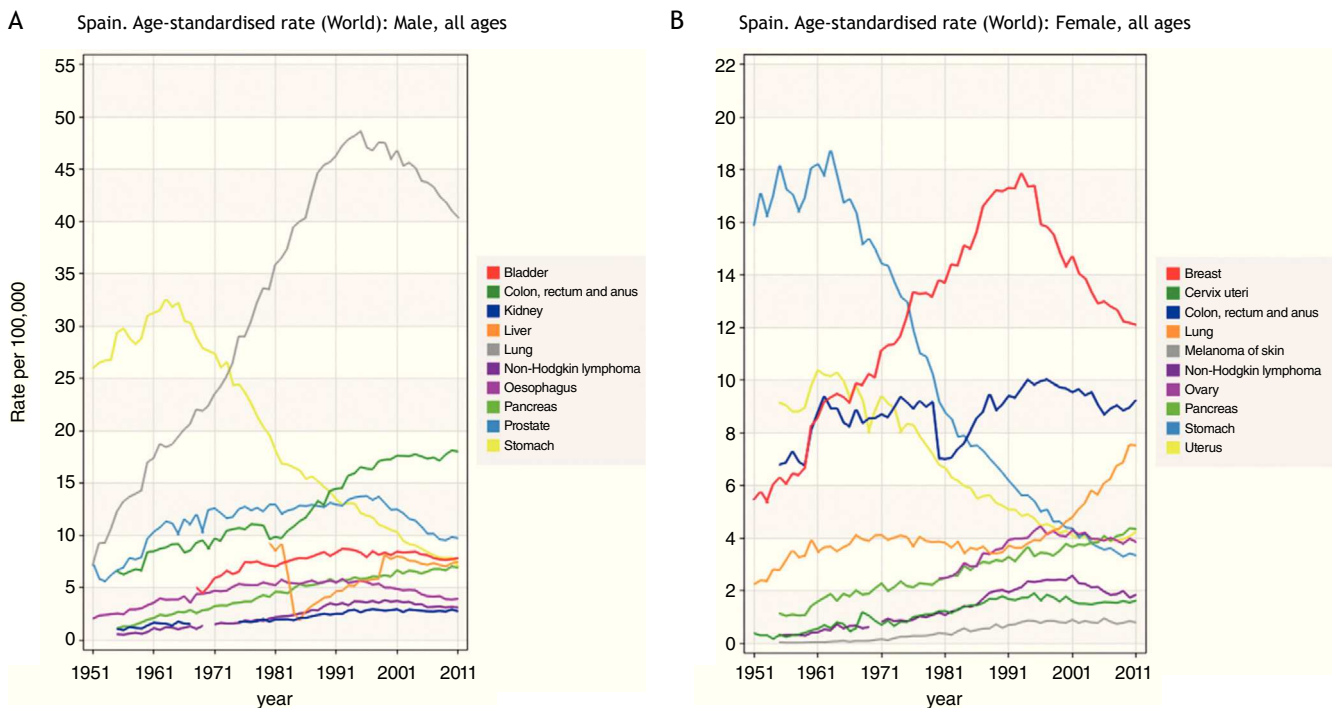 A
Spain. Age-standardised rate (World): Male, all ages
55
50
45
40
35
30
25
20
15
10
5
0
Rate per 100,000
1951 1961 1971 1981 1991 2001 2011
year
Bladder
Colon, rectum and anus
Kidney
Liver
Lung
Non-Hodgkin lymphoma
Oesophagus
Pancreas
Prostate
Stomach
B
Spain. Age-standardised rate (World): Female, all ages
22
20
18
16
14
12
10
8
6
4
2
0
1951 1961 1971 1981 1991 2001 2011
year
Breast
Cervix uteri
Colon, rectum and anus
Lung
Melanoma of skin
Non-Hodgkin lymphoma
Ovary
Pancreas
Stomach
Uterus